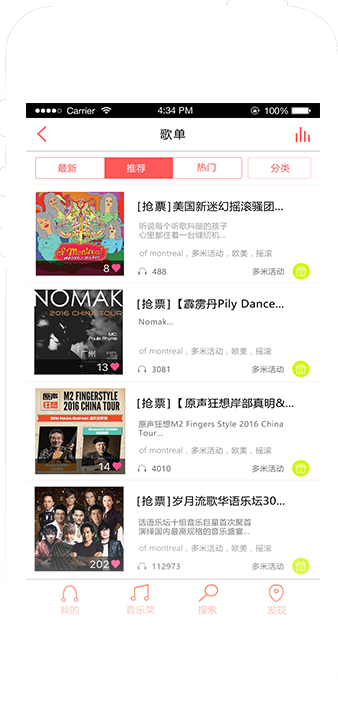 Carrier 4:34 PM 100%
歌单
最新 推荐 热门 分类
[抢票]美国新迷幻摇滚骚团...
听说每个听歌抖腿的孩子
心里都住着一台缝纫机...
of montreal，多米活动，欧美，摇滚
8
488 多米活动
NOMAK
2016 CHINA TOUR
MC:
Paule Rhyme
广州
13
[抢票]【霹雳丹Pily Dance...
Nomak...
of montreal，多米活动，欧美，摇滚
3081 多米活动
原声
狂想
M2 FINGERSTYLE
2016 CHINA TOUR
14
[抢票]【原声狂想岸部真明&...
原声狂想M2 Fingers Style 2016 China
Tour...
of montreal，多米活动，欧美，摇滚
4010 多米活动
202
[抢票]岁月流歌华语乐坛30...
话语乐坛十组音乐巨星首次聚首
演绎国内最高规格的音乐盛宴...
of montreal，多米活动，欧美，摇滚
112973 多米活动
我的 音乐架 搜索 发现